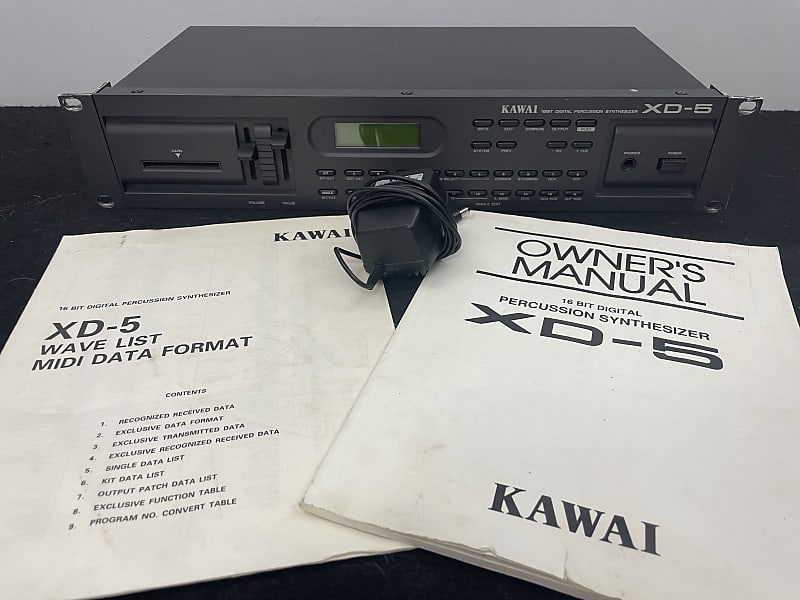 KAWAI 16BIT DIGITAL PERCUSSION SYNTHESIZER XD-5
WRITE EDIT COMPARE OUTPUT PLAY
CARD
SYSTEM PREV
PHONES POWER
VOLUME VALUE
SINGLE EDIT
KAWAI
16 BIT DIGITAL PERCUSSION SYNTHESIZER
XD-5
WAVE LIST
MIDI DATA FORMAT
CONTENTS
1. RECOGNIZED RECEIVED DATA
2. EXCLUSIVE DATA FORMAT
3. EXCLUSIVE TRANSMITTED DATA
4. EXCLUSIVE RECOGNIZED RECEIVED DATA
5. SINGLE DATA LIST
6. KIT DATA LIST
7. OUTPUT PATCH DATA LIST
8. EXCLUSIVE FUNCTION TABLE
9. PROGRAM NO. CONVERT TABLE
OWNER'S
MANUAL
16 BIT DIGITAL
PERCUSSION SYNTHESIZER
XD-5
KAWAI